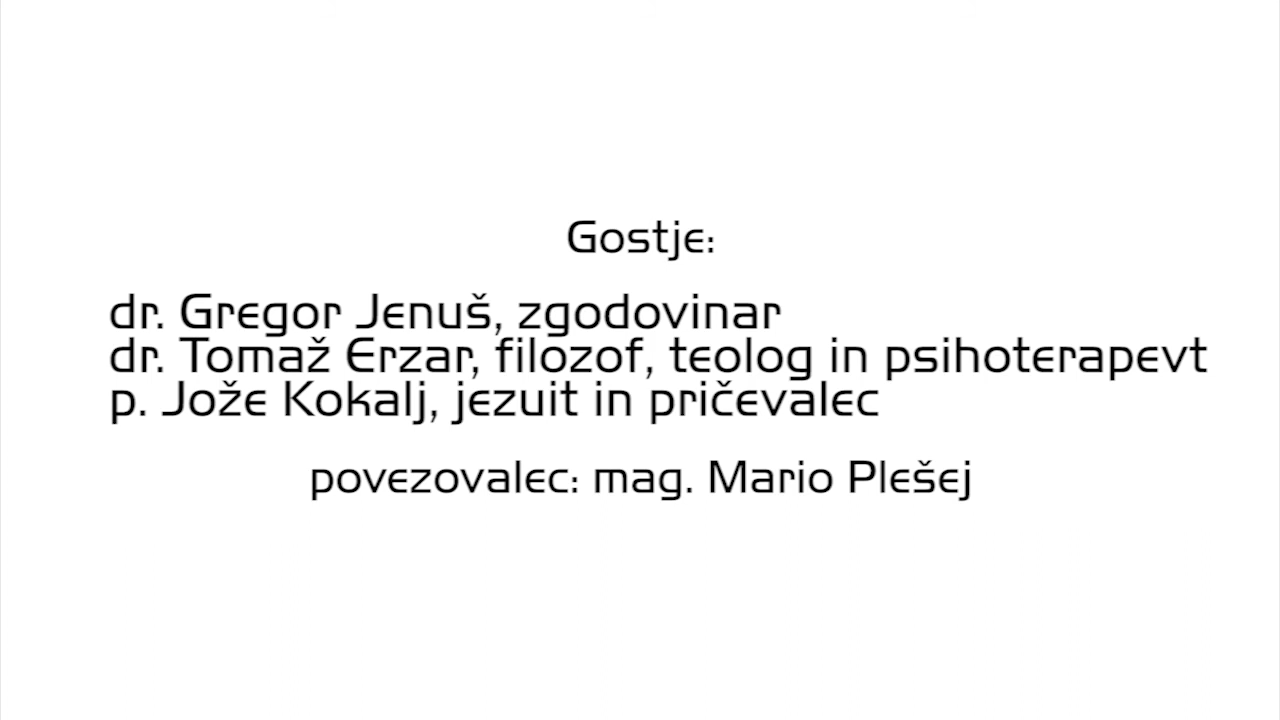 Gostje:
dr. Gregor Jenuš, zgodovinar
dr. Tomaž Erzar, filozof, teolog in psihoterapevt
p. Jože Kokalj, jezuit in pričevalec
povezovalec: mag. Mario Plešej